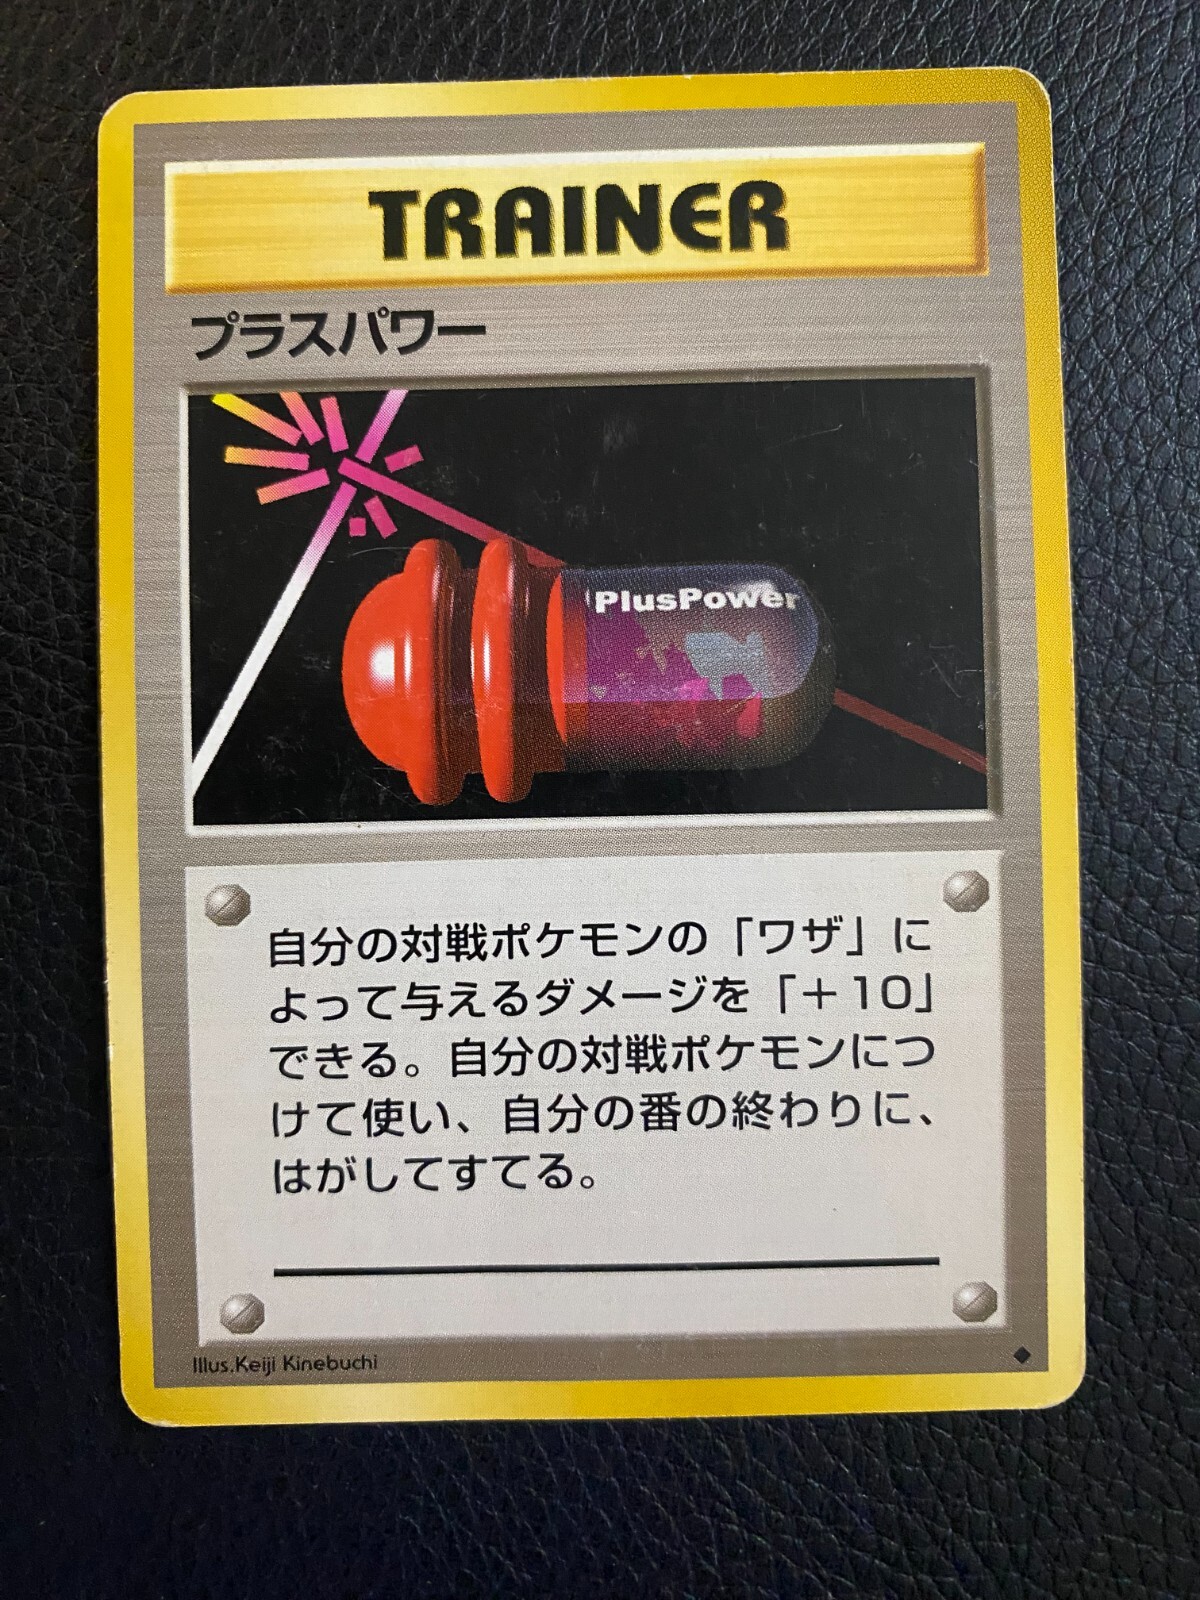 TRAINER
プラスパワー
PlusPower
自分の対戦ポケモンの「ワザ」に
よって与えるダメージを「＋10」
できる。自分の対戦ポケモンにつ
けて使い、自分の番の終わりに、
はがしてすてる。
Illus.Keiji Kinebuchi